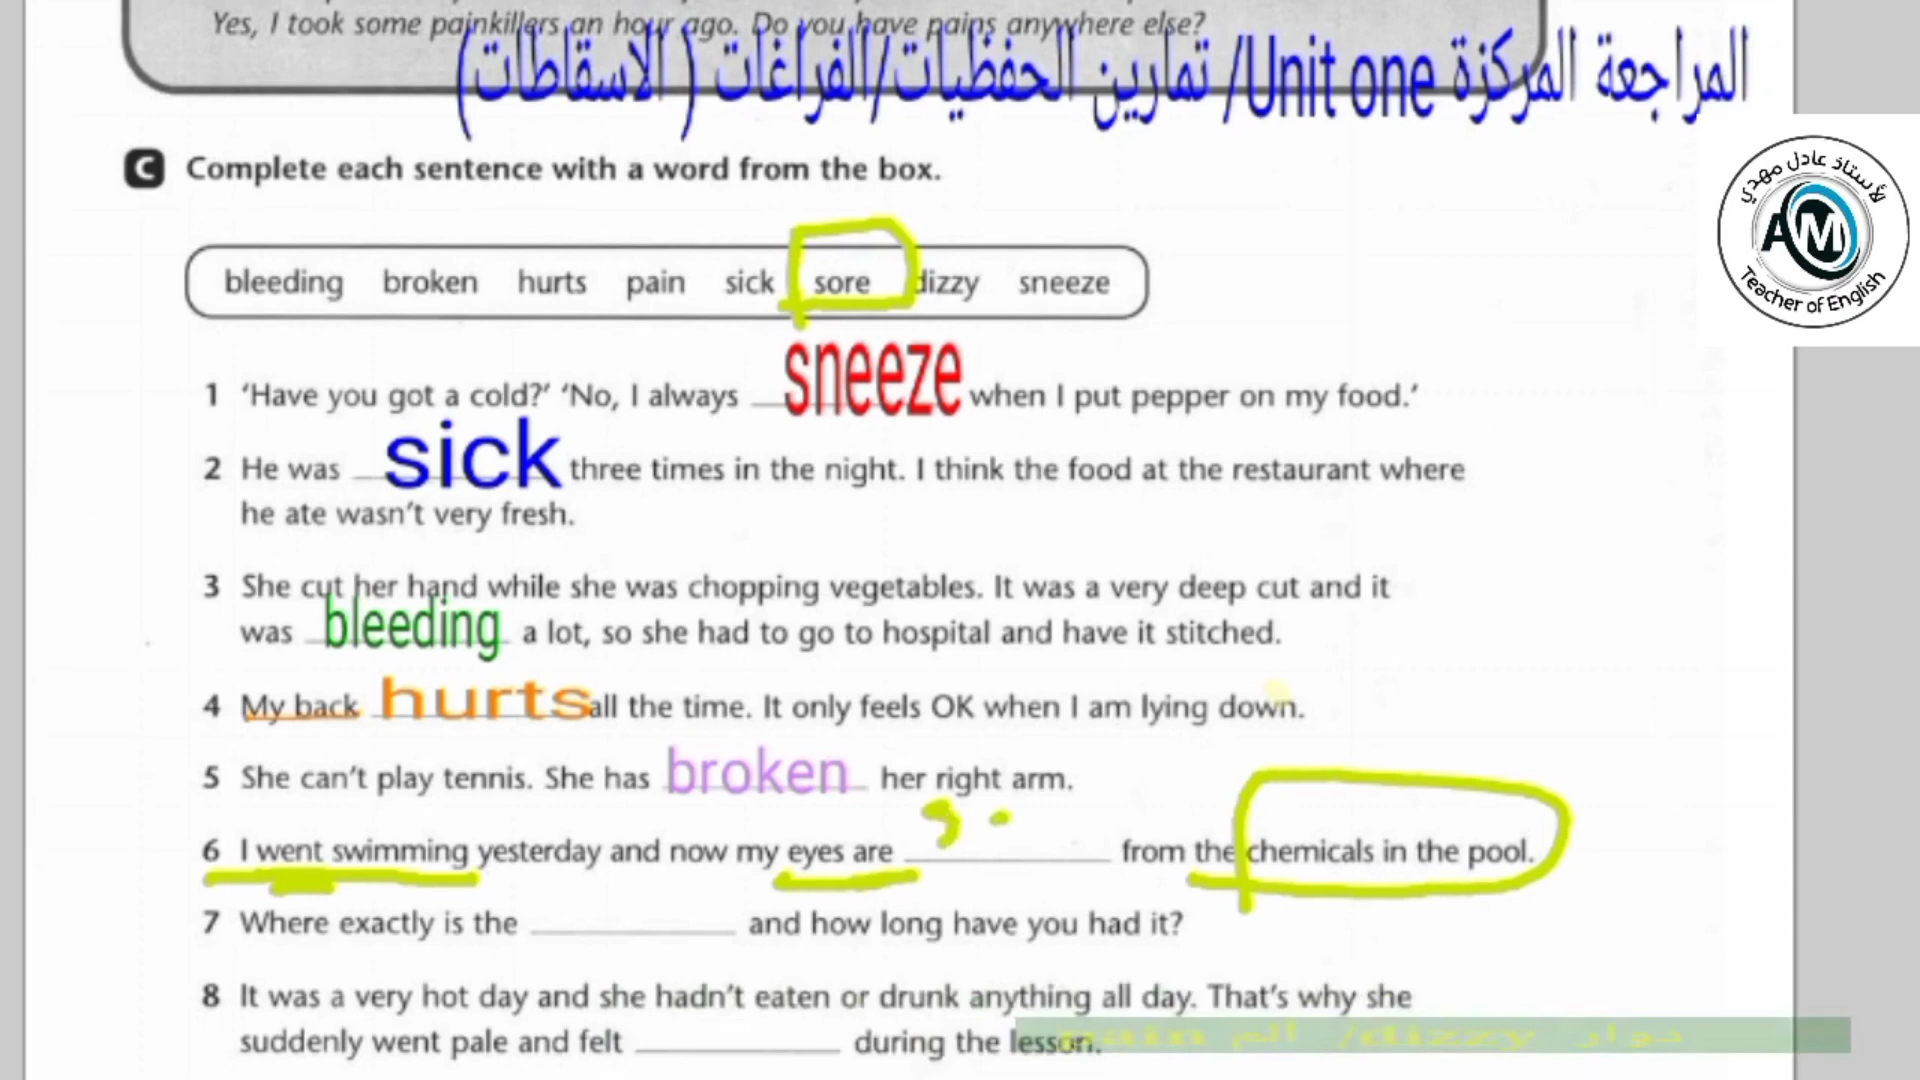 Yes, I took some painkillers an hour ago. Do you have pains anywhere else?
المراجعة المركزة Unit one/ تمارين الحفظيات/الفراغات ( الاسقاطات)
الأستاذ عادل مهدي
AM
Teacher of English
C Complete each sentence with a word from the box.
bleeding broken hurts pain sick sore dizzy sneeze
1 ‘Have you got a cold?’ ‘No, I always sneeze when I put pepper on my food.’
2 He was sick three times in the night. I think the food at the restaurant where
he ate wasn’t very fresh.
3 She cut her hand while she was chopping vegetables. It was a very deep cut and it
was bleeding a lot, so she had to go to hospital and have it stitched.
4 My back hurts all the time. It only feels OK when I am lying down.
5 She can’t play tennis. She has broken her right arm.
6 I went swimming yesterday and now my eyes are ____ from the chemicals in the pool.
7 Where exactly is the ____ and how long have you had it?
8 It was a very hot day and she hadn’t eaten or drunk anything all day. That’s why she
suddenly went pale and felt ____ during the lesson.
pain الم /dizzy دوار